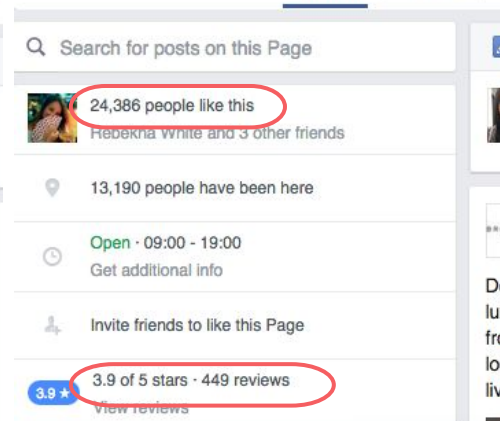 Search for posts on this Page
24,386 people like this
Rebekha White and 3 other friends
13,190 people have been here
Open · 09:00 - 19:00
Get additional info
Invite friends to like this Page
3.9 ★
3.9 of 5 stars · 449 reviews
View reviews